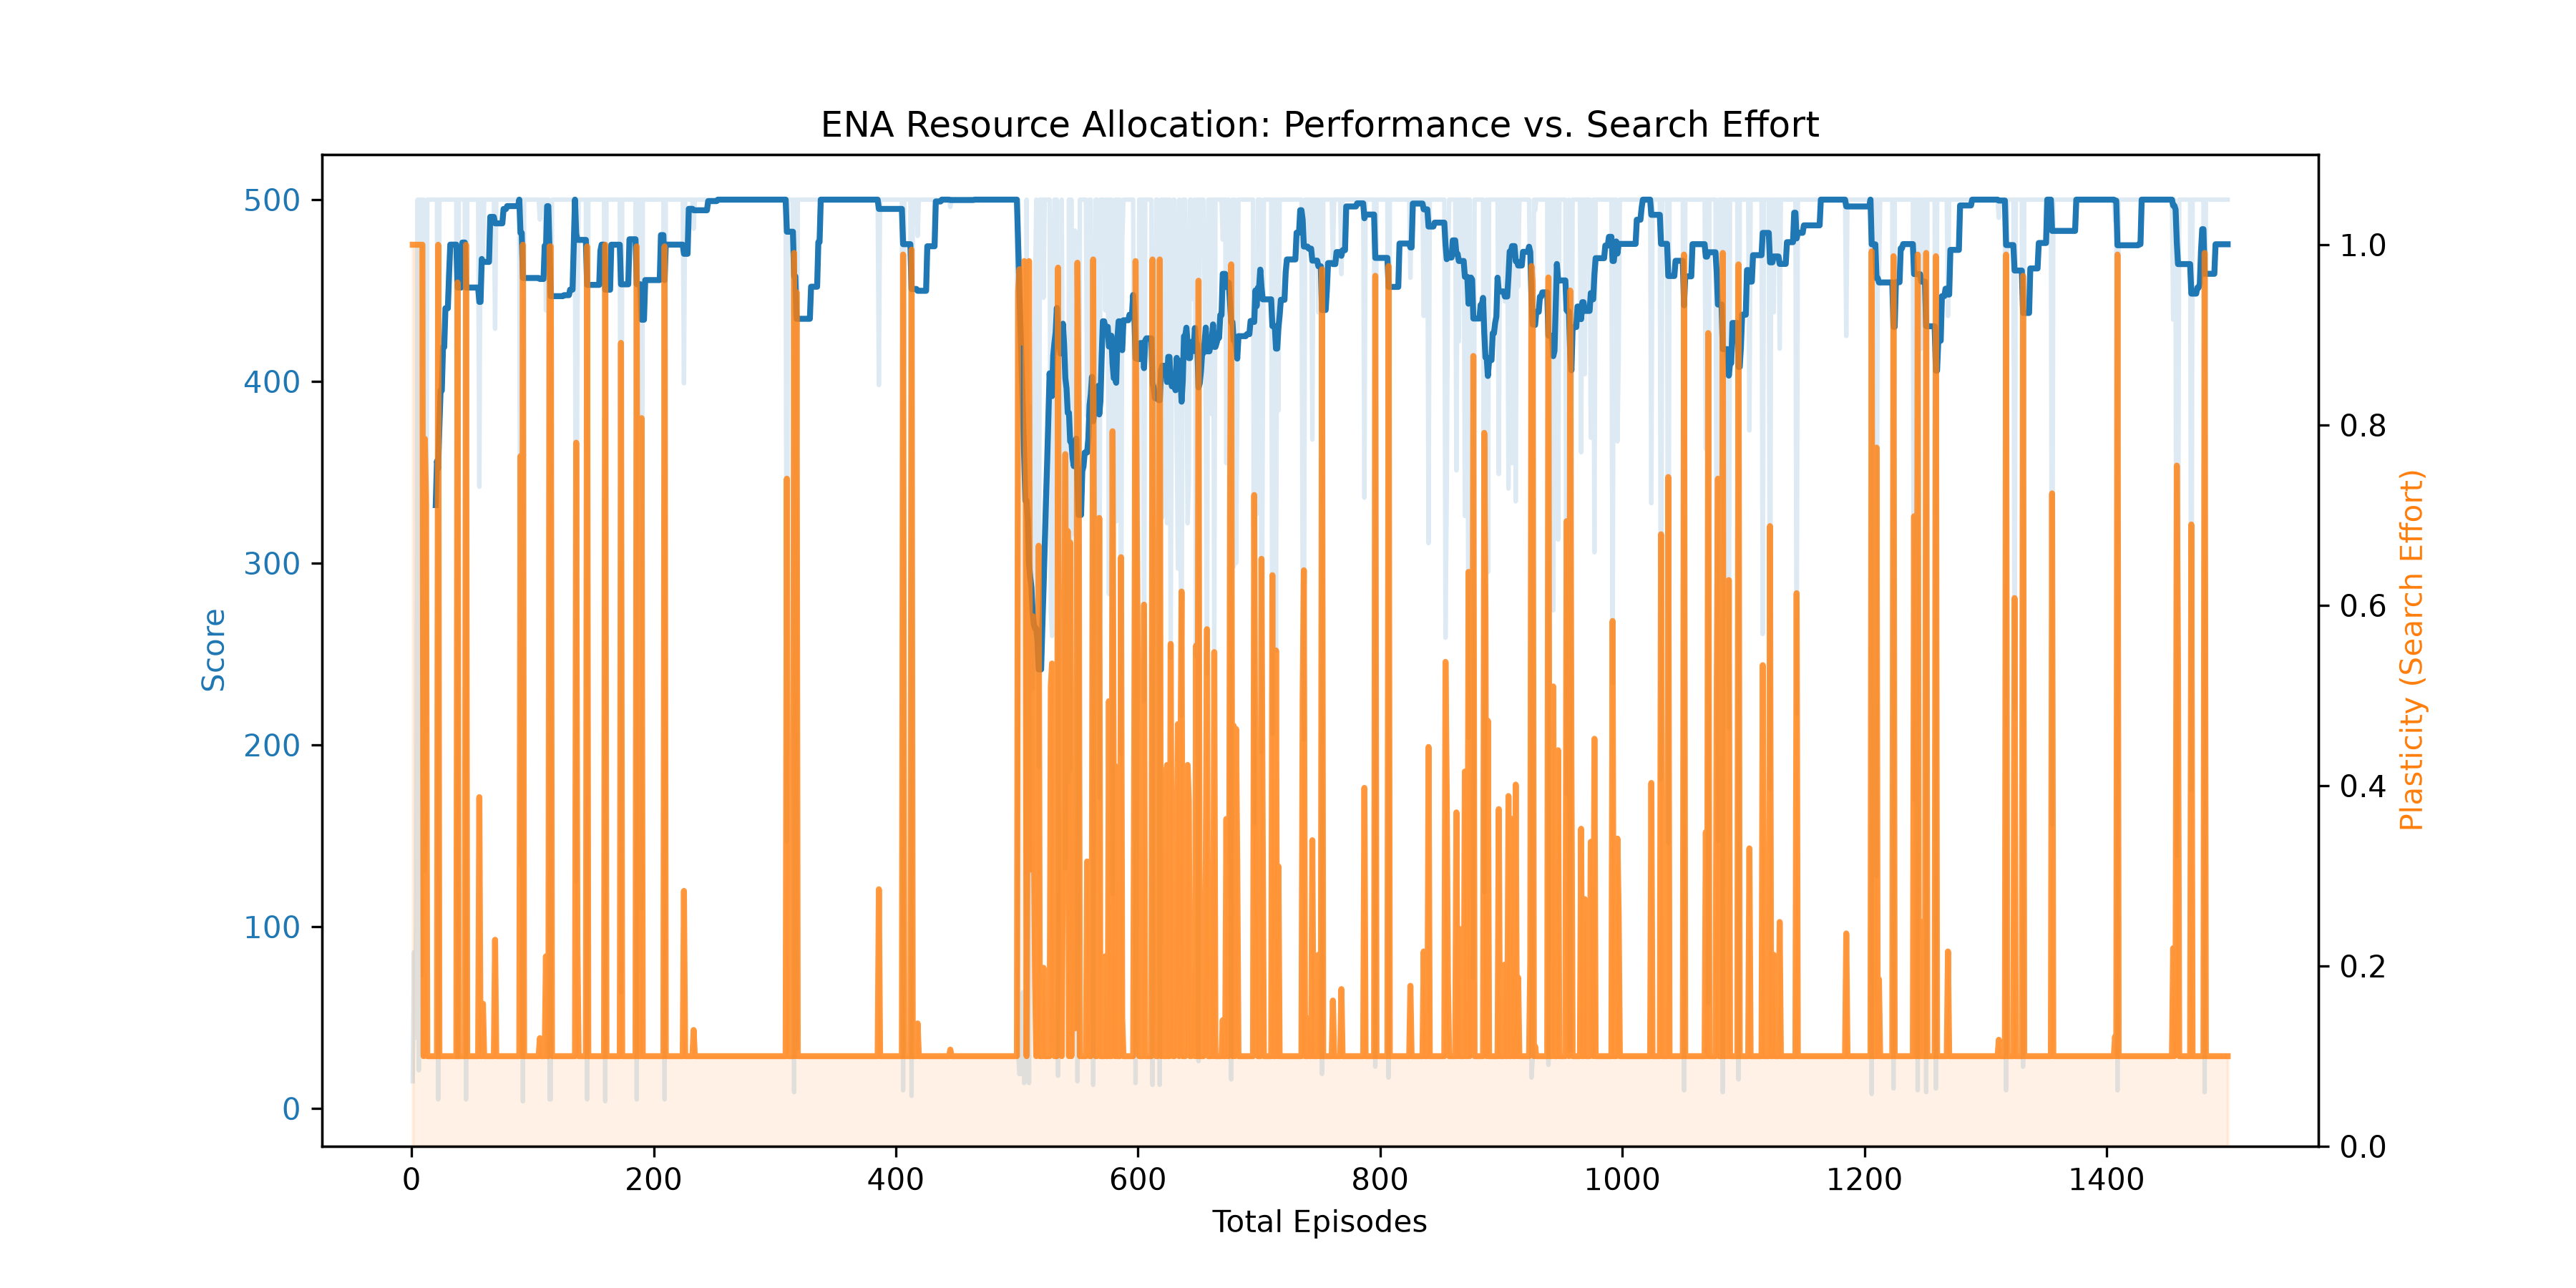 ENA Resource Allocation: Performance vs. Search Effort
500
400
300
200
100
0
Score
1.0
0.8
0.6
0.4
0.2
0.0
Plasticity (Search Effort)
0 200 400 600 800 1000 1200 1400
Total Episodes